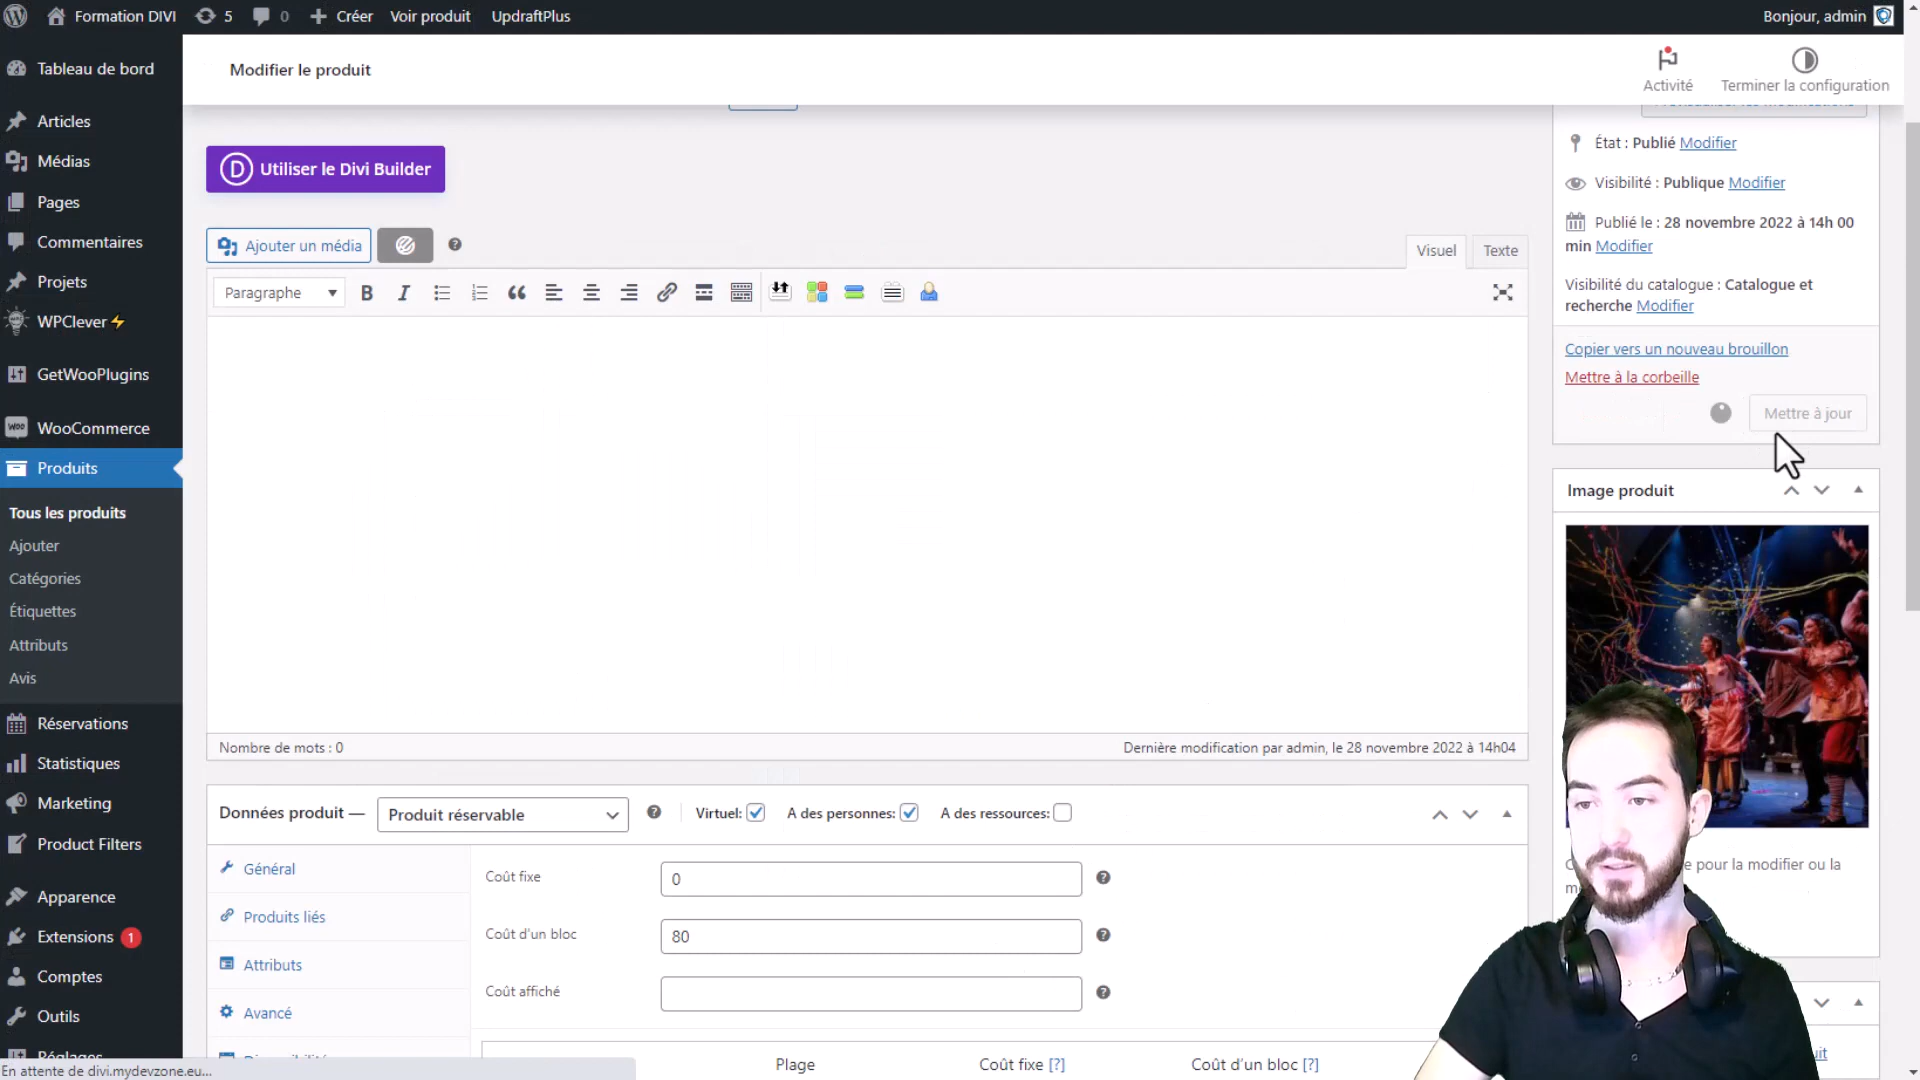 Formation DIVI
5
0
Créer
Voir produit
UpdraftPlus
Bonjour, admin
Tableau de bord
Articles
Médias
Pages
Commentaires
Projets
WPClever
GetWooPlugins
WooCommerce
Produits
Tous les produits
Ajouter
Catégories
Étiquettes
Attributs
Avis
Réservations
Statistiques
Marketing
Product Filters
Apparence
Extensions 1
Comptes
Outils
Réglages
En attente de divi.mydevzone.eu...
Modifier le produit
Activité
Terminer la configuration
D Utiliser le Divi Builder
Ajouter un média
Visuel
Texte
Paragraphe
B I
Nombre de mots : 0
Dernière modification par admin, le 28 novembre 2022 à 14h04
Données produit —
Produit réservable
Virtuel:
A des personnes:
A des ressources:
Général
Produits liés
Attributs
Avancé
Coût fixe
0
Coût d'un bloc
80
Coût affiché
Plage
Coût fixe [?]
Coût d'un bloc [?]
État : Publié Modifier
Visibilité : Publique Modifier
Publié le : 28 novembre 2022 à 14h 00
min Modifier
Visibilité du catalogue : Catalogue et
recherche Modifier
Copier vers un nouveau brouillon
Mettre à la corbeille
Mettre à jour
Image produit
pour la modifier ou la